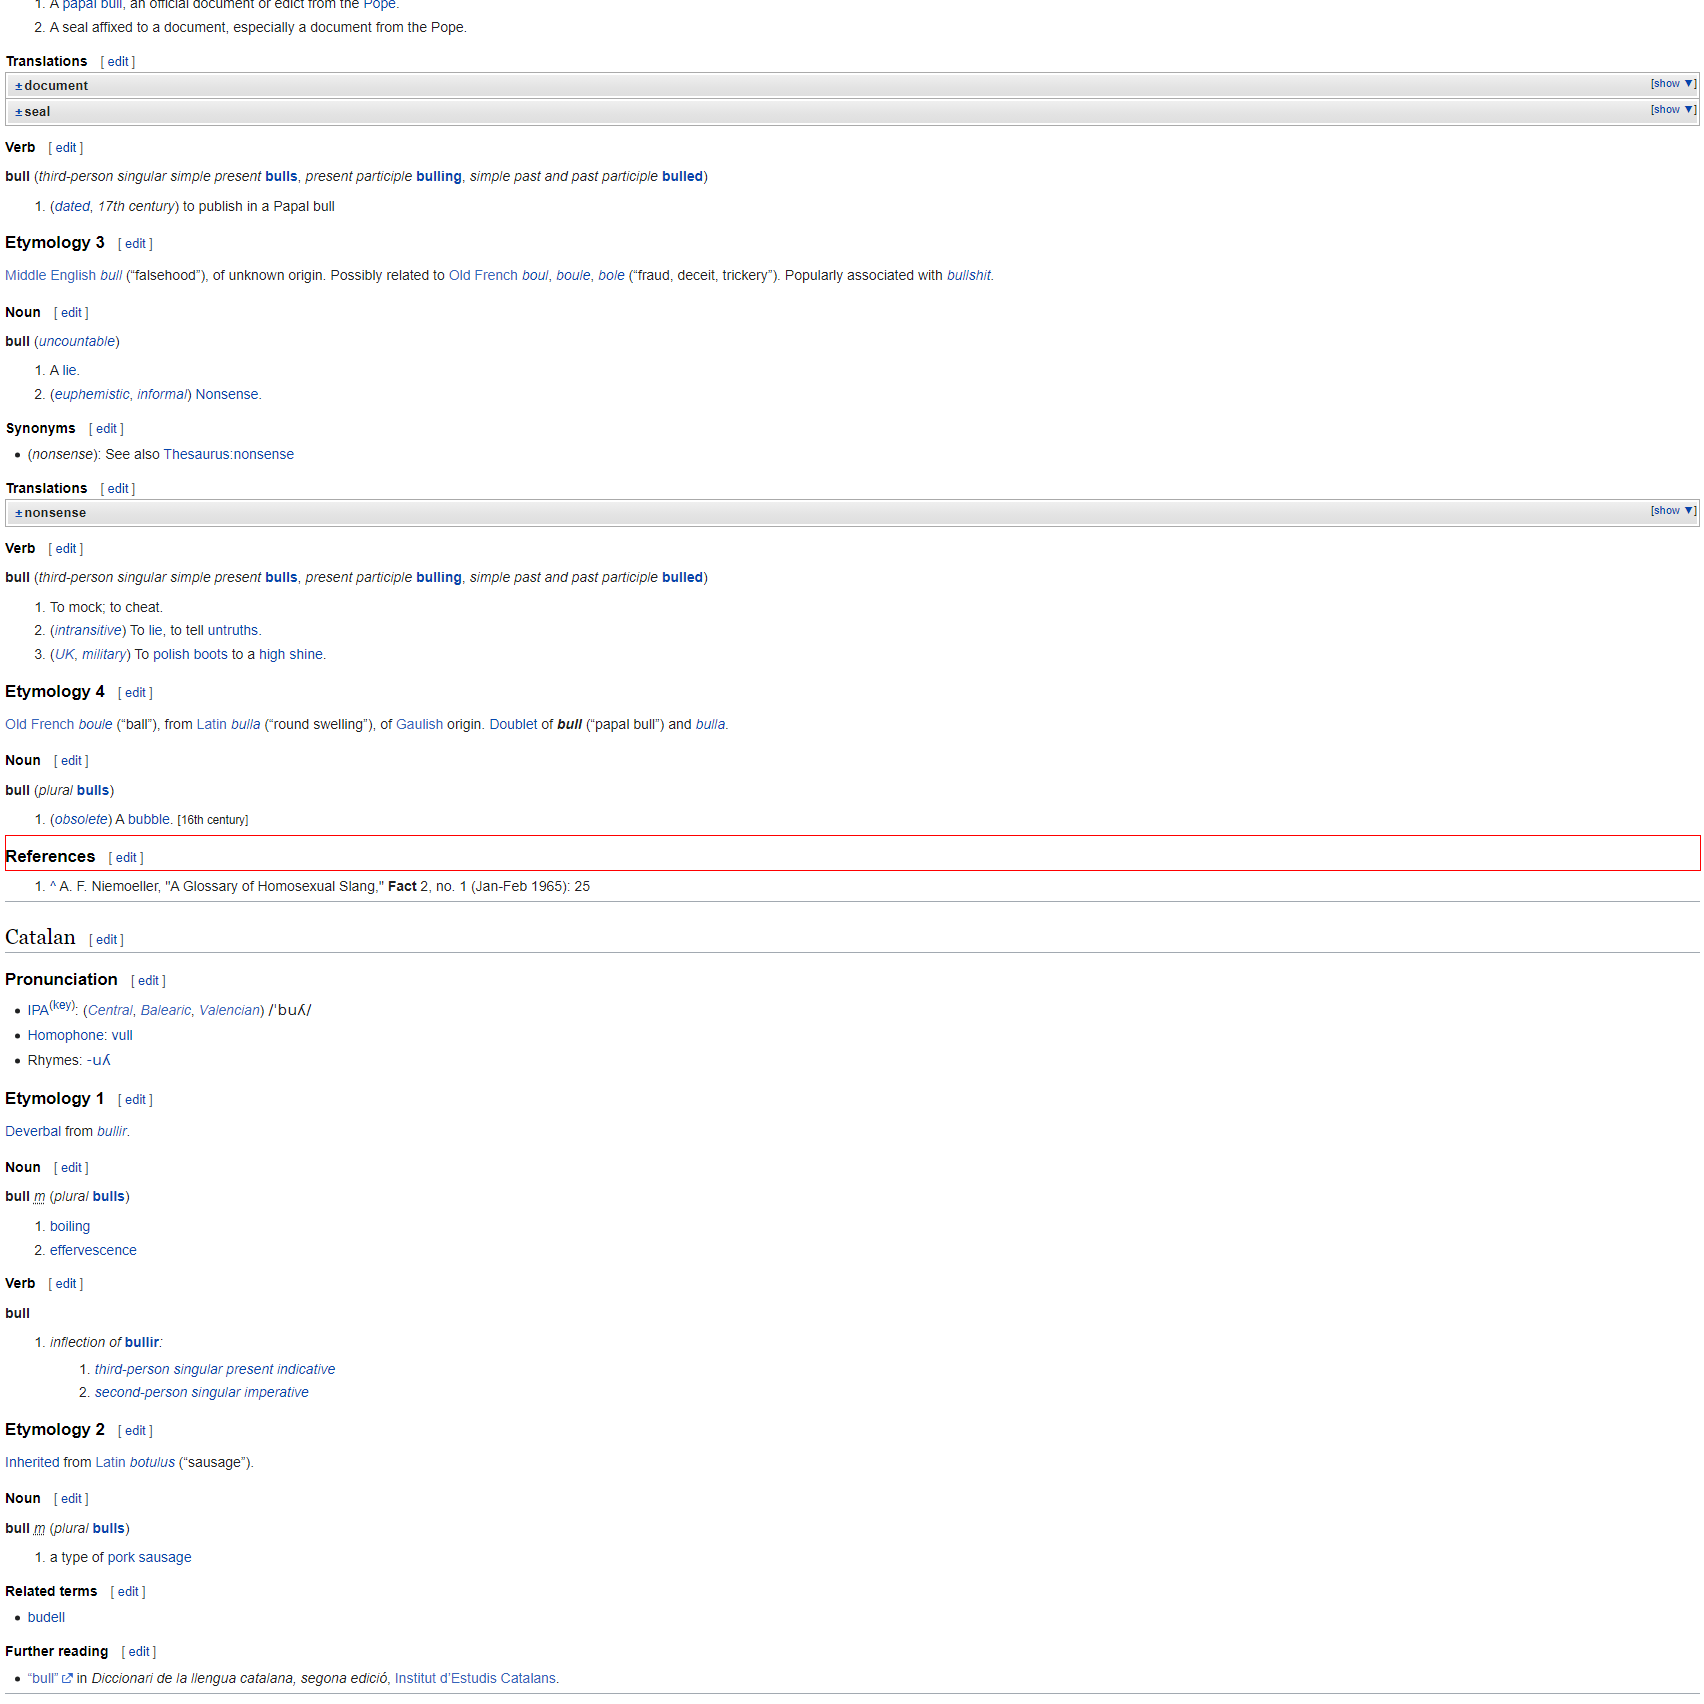 1. A papal bull, an official document or edict from the Pope.
2. A seal affixed to a document, especially a document from the Pope.
Translations [ edit ]
±document [show ▼]
±seal [show ▼]
Verb [ edit ]
bull (third-person singular simple present bulls, present participle bulling, simple past and past participle bulled)
1. (dated, 17th century) to publish in a Papal bull
Etymology 3 [ edit ]
Middle English bull (“falsehood”), of unknown origin. Possibly related to Old French boul, boule, bole (“fraud, deceit, trickery”). Popularly associated with bullshit.
Noun [ edit ]
bull (uncountable)
1. A lie.
2. (euphemistic, informal) Nonsense.
Synonyms [ edit ]
• (nonsense): See also Thesaurus:nonsense
Translations [ edit ]
±nonsense [show ▼]
Verb [ edit ]
bull (third-person singular simple present bulls, present participle bulling, simple past and past participle bulled)
1. To mock; to cheat.
2. (intransitive) To lie, to tell untruths.
3. (UK, military) To polish boots to a high shine.
Etymology 4 [ edit ]
Old French boule (“ball”), from Latin bulla (“round swelling”), of Gaulish origin. Doublet of bull (“papal bull”) and bulla.
Noun [ edit ]
bull (plural bulls)
1. (obsolete) A bubble. [16th century]
References [ edit ]
1. ^ A. F. Niemoeller, "A Glossary of Homosexual Slang," Fact 2, no. 1 (Jan-Feb 1965): 25
Catalan [ edit ]
Pronunciation [ edit ]
• IPA(key): (Central, Balearic, Valencian) /ˈbuʎ/
• Homophone: vull
• Rhymes: -uʎ
Etymology 1 [ edit ]
Deverbal from bullir.
Noun [ edit ]
bull m (plural bulls)
1. boiling
2. effervescence
Verb [ edit ]
bull
1. inflection of bullir:
1. third-person singular present indicative
2. second-person singular imperative
Etymology 2 [ edit ]
Inherited from Latin botulus (“sausage”).
Noun [ edit ]
bull m (plural bulls)
1. a type of pork sausage
Related terms [ edit ]
• budell
Further reading [ edit ]
• “bull” in Diccionari de la llengua catalana, segona edició, Institut d’Estudis Catalans.